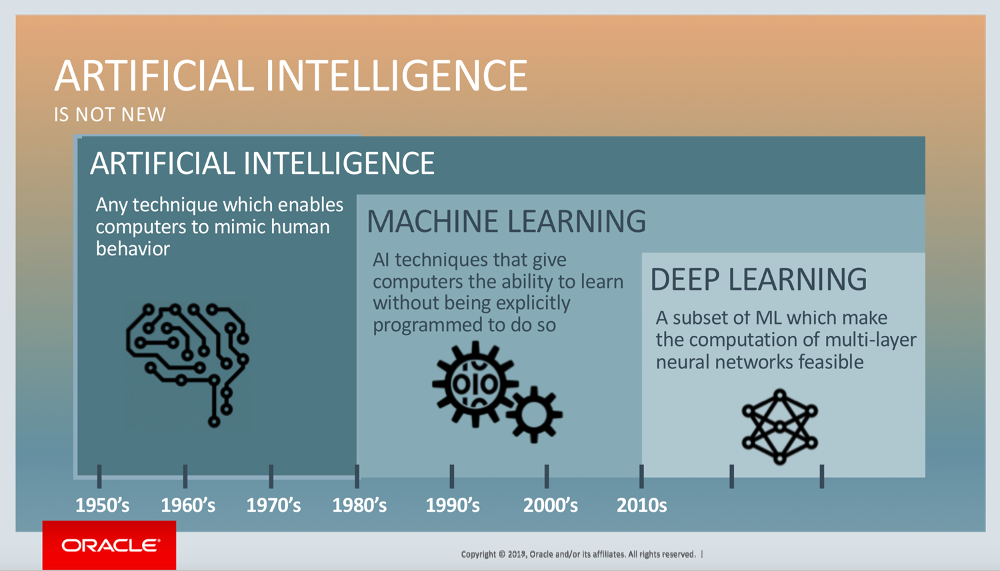 ARTIFICIAL INTELLIGENCE
IS NOT NEW
ARTIFICIAL INTELLIGENCE
Any technique which enables
computers to mimic human
behavior
MACHINE LEARNING
AI techniques that give
computers the ability to learn
without being explicitly
programmed to do so
OIO
DEEP LEARNING
A subset of ML which make
the computation of multi-layer
neural networks feasible
1950’s 1960’s 1970’s 1980’s 1990’s 2000’s 2010s
ORACLE®
Copyright © Oracle and/or its affiliates. All rights reserved. |